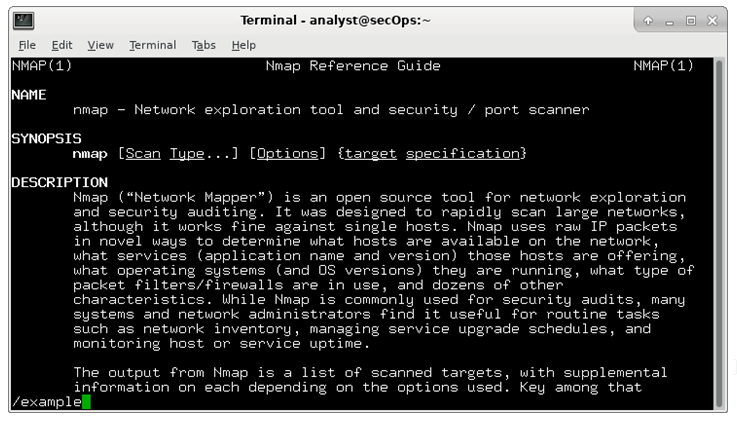 Terminal - analyst@secOps:~
File Edit View Terminal Tabs Help
NMAP(1) Nmap Reference Guide NMAP(1)
NAME
nmap - Network exploration tool and security / port scanner
SYNOPSIS
nmap [Scan Type...] [Options] {target specification}
DESCRIPTION
Nmap (“Network Mapper”) is an open source tool for network exploration
and security auditing. It was designed to rapidly scan large networks,
although it works fine against single hosts. Nmap uses raw IP packets
in novel ways to determine what hosts are available on the network,
what services (application name and version) those hosts are offering,
what operating systems (and OS versions) they are running, what type of
packet filters/firewalls are in use, and dozens of other
characteristics. While Nmap is commonly used for security audits, many
systems and network administrators find it useful for routine tasks
such as network inventory, managing service upgrade schedules, and
monitoring host or service uptime.
The output from Nmap is a list of scanned targets, with supplemental
information on each depending on the options used. Key among that
/example